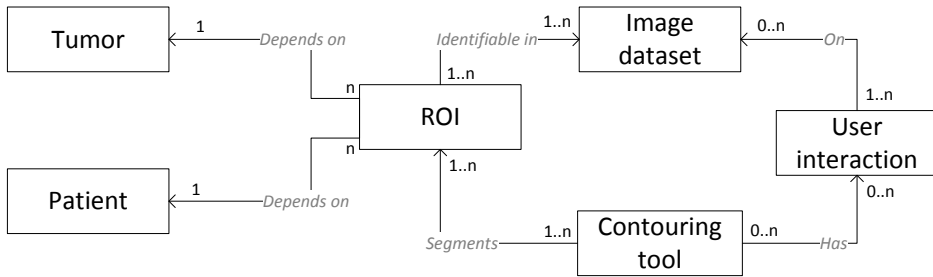 1..n
Image
dataset
0..n
1
Depends on
Identifiable in
On
Tumor
n
1..n
ROI
1..n
User
interaction
n
1..n
0..n
1
Depends on
Patient
1..n
Contouring
tool
0..n
Segments
Has